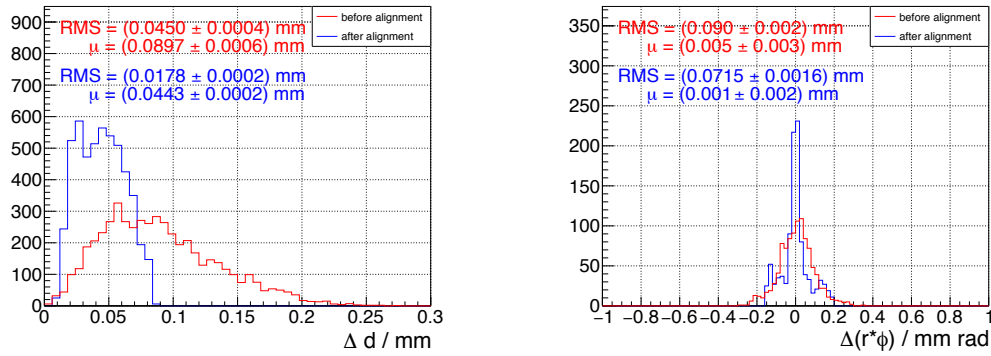 900
800
700
600
500
400
300
200
100
0
RMS = (0.0450 ± 0.0004) mm
μ = (0.0897 ± 0.0006) mm
RMS = (0.0178 ± 0.0002) mm
μ = (0.0443 ± 0.0002) mm
before alignment
after alignment
0 0.05 0.1 0.15 0.2 0.25 0.3
Δ d / mm
350
300
250
200
150
100
50
0
RMS = (0.090 ± 0.002) mm
μ = (0.005 ± 0.003) mm
RMS = (0.0715 ± 0.0016) mm
μ = (0.001 ± 0.002) mm
before alignment
after alignment
−1 −0.8 −0.6 −0.4 −0.2 0 0.2 0.4 0.6 0.8 1
Δ(r*ϕ) / mm rad